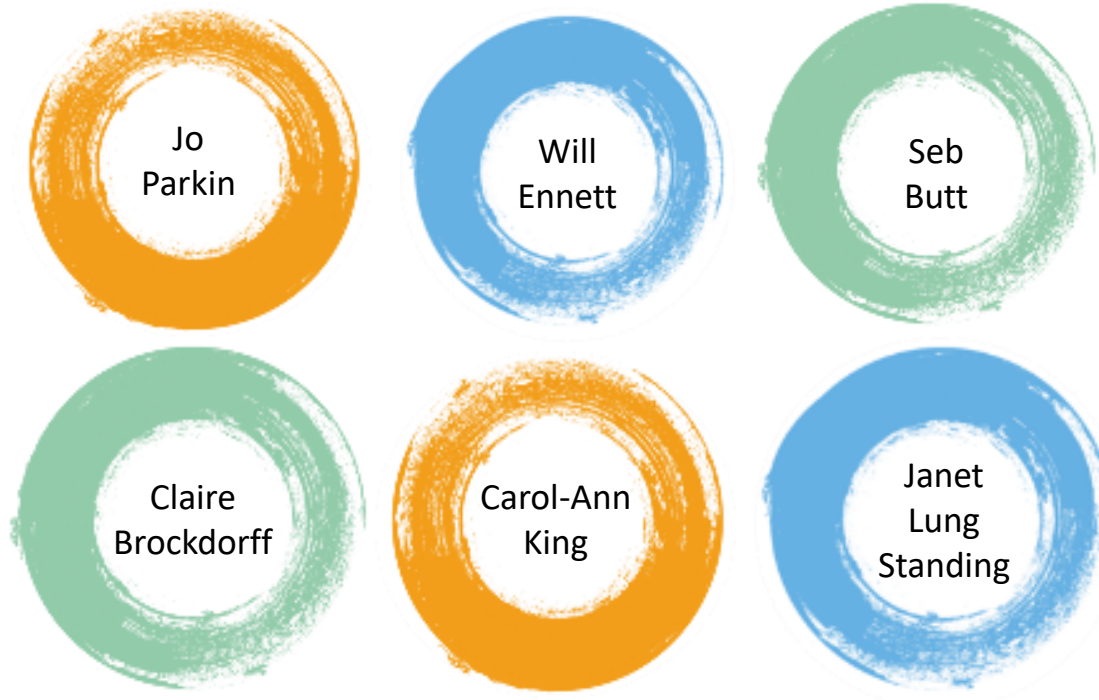 Jo
Parkin
Will
Ennett
Seb
Butt
Claire
Brockdorff
Carol-Ann
King
Janet
Lung
Standing